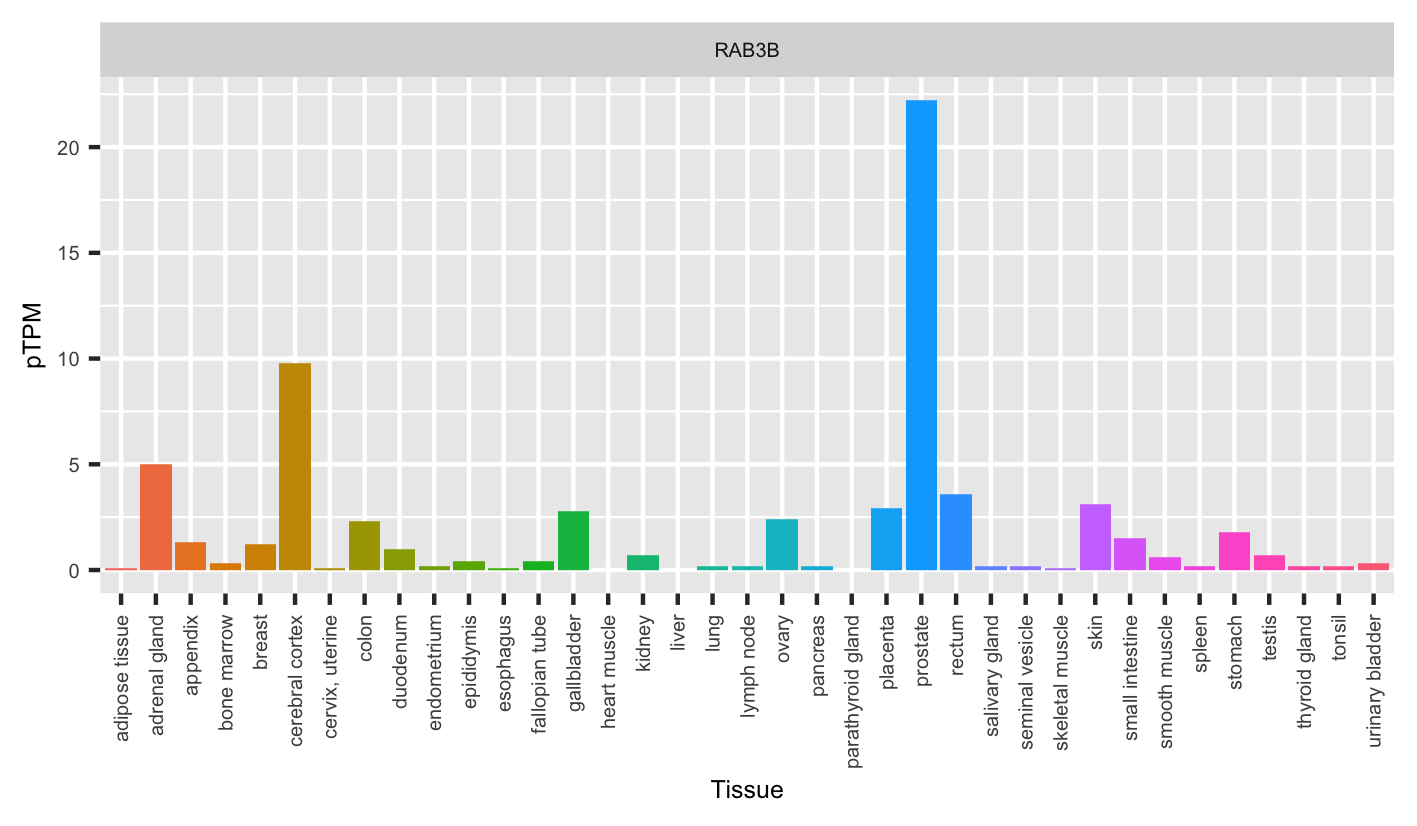 RAB3B
pTPM
20
15
10
5
0
adipose tissue
adrenal gland
appendix
bone marrow
breast
cerebral cortex
cervix, uterine
colon
duodenum
endometrium
epididymis
esophagus
fallopian tube
gallbladder
heart muscle
kidney
liver
lung
lymph node
ovary
pancreas
parathyroid gland
placenta
prostate
rectum
salivary gland
seminal vesicle
skeletal muscle
skin
small intestine
smooth muscle
spleen
stomach
testis
thyroid gland
tonsil
urinary bladder
Tissue